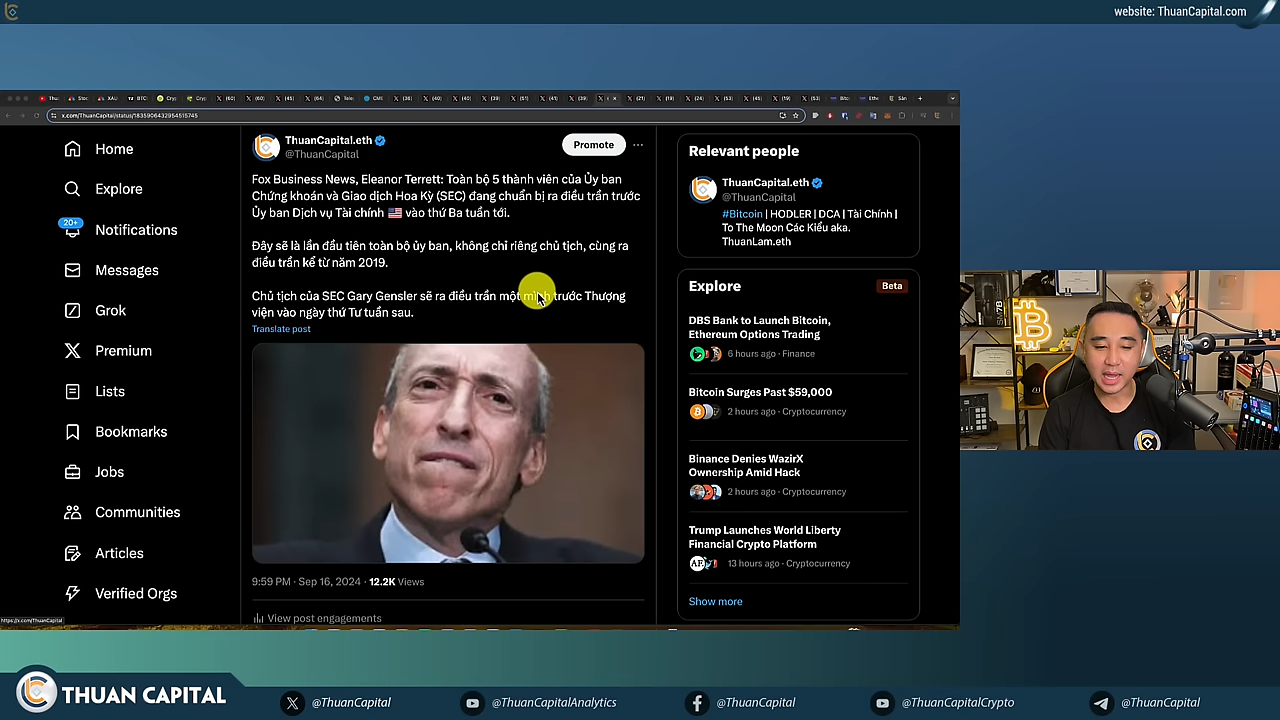 website: ThuanCapital.com
x.com/ThuanCapital/status/1835906432954515745
Home
Explore
20+
Notifications
Messages
Grok
Premium
Lists
Bookmarks
Jobs
Communities
Articles
Verified Orgs
https://x.com/ThuanCapital
ThuanCapital.eth
@ThuanCapital
Promote
Fox Business News, Eleanor Terrett: Toàn bộ 5 thành viên của Ủy ban
Chứng khoán và Giao dịch Hoa Kỳ (SEC) đang chuẩn bị ra điều trần trước
Ủy ban Dịch vụ Tài chính 🇺🇸 vào thứ Ba tuần tới.
Đây sẽ là lần đầu tiên toàn bộ ủy ban, không chỉ riêng chủ tịch, cùng ra
điều trần kể từ năm 2019.
Chủ tịch của SEC Gary Gensler sẽ ra điều trần một mình trước Thượng
viện vào ngày thứ Tư tuần sau.
Translate post
9:59 PM · Sep 16, 2024 · 12.2K Views
View post engagements
Relevant people
ThuanCapital.eth
@ThuanCapital
#Bitcoin | HODLER | DCA | Tài Chính |
To The Moon Các Kiểu aka.
ThuanLam.eth
Explore
Beta
DBS Bank to Launch Bitcoin,
Ethereum Options Trading
6 hours ago · Finance
Bitcoin Surges Past $59,000
2 hours ago · Cryptocurrency
Binance Denies WazirX
Ownership Amid Hack
2 hours ago · Cryptocurrency
Trump Launches World Liberty
Financial Crypto Platform
13 hours ago · Cryptocurrency
Show more
THUAN CAPITAL
@ThuanCapital
@ThuanCapitalAnalytics
@ThuanCapital
@ThuanCapitalCrypto
@ThuanCapital